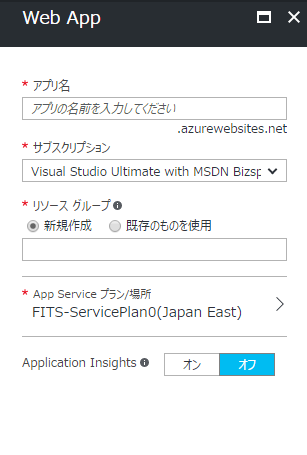 Web App
* アプリ名
アプリの名前を入力してください
.azurewebsites.net
* サブスクリプション
Visual Studio Ultimate with MSDN Bizsp
* リソース グループ
新規作成 既存のものを使用
* App Service プラン/場所
FITS-ServicePlan0(Japan East)
Application Insights オン オフ